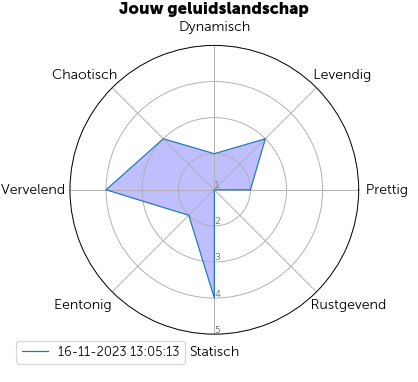 Jouw geluidslandschap
Dynamisch
Chaotisch
Levendig
Vervelend
1
Prettig
2
3
4
Eentonig
Rustgevend
5
16-11-2023 13:05:13
Statisch